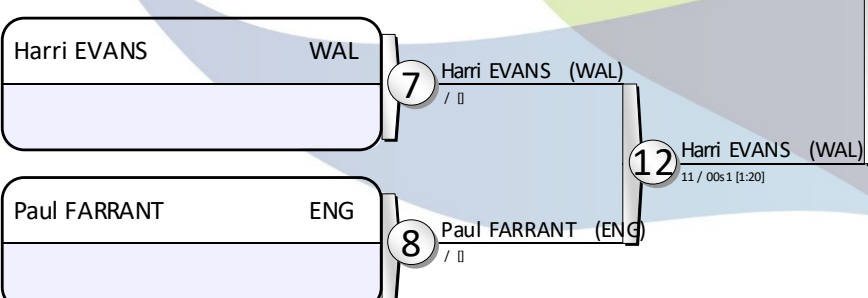 Harri EVANS WAL
7
Harri EVANS (WAL)
/ []
12
Harri EVANS (WAL)
11 / 00s1 [1:20]
Paul FARRANT ENG
8
Paul FARRANT (ENG)
/ []